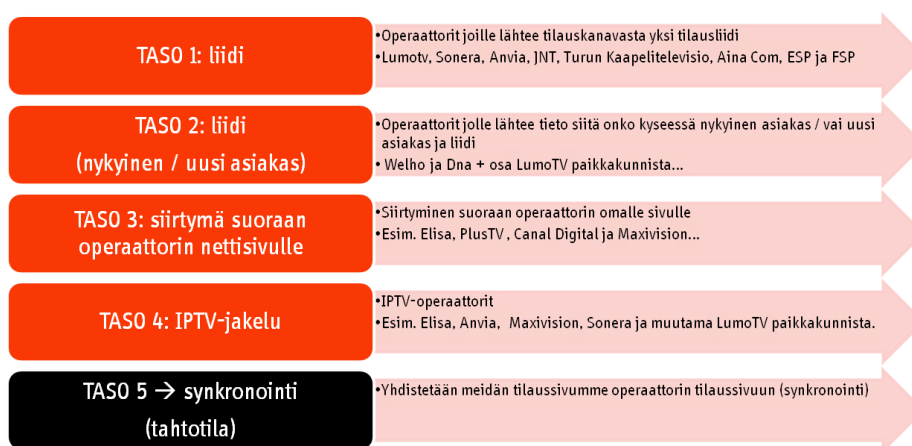 TASO 1: liidi
•Operaattorit joille lähtee tilauskanavasta yksi tilausliidi
•Lumotv, Sonera, Anvia, JNT, Turun Kaapelitelevisio, Aina Com, ESP ja FSP
TASO 2: liidi
(nykyinen / uusi asiakas)
•Operaattorit jolle lähtee tieto siitä onko kyseessä nykyinen asiakas / vai uusi
asiakas ja liidi
• Welho ja Dna + osa LumoTV paikkakunnista...
TASO 3: siirtymä suoraan
operaattorin nettisivulle
•Siirtyminen suoraan operaattorin omalle sivulle
•Esim. Elisa, PlusTV, Canal Digital ja Maxivision...
TASO 4: IPTV-jakelu
•IPTV-operaattorit
•Esim. Elisa, Anvia, Maxivision, Sonera ja muutama LumoTV paikkakunnista.
TASO 5 → synkronointi
(tahtotila)
•Yhdistetään meidän tilaussivumme operaattorin tilaussivuun (synkronointi)